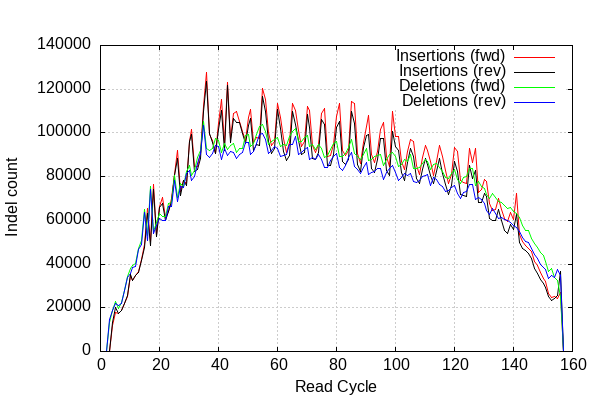 140000
120000
100000
80000
60000
40000
20000
0
Indel count
Insertions (fwd)
Insertions (rev)
Deletions (fwd)
Deletions (rev)
0 20 40 60 80 100 120 140 160
Read Cycle